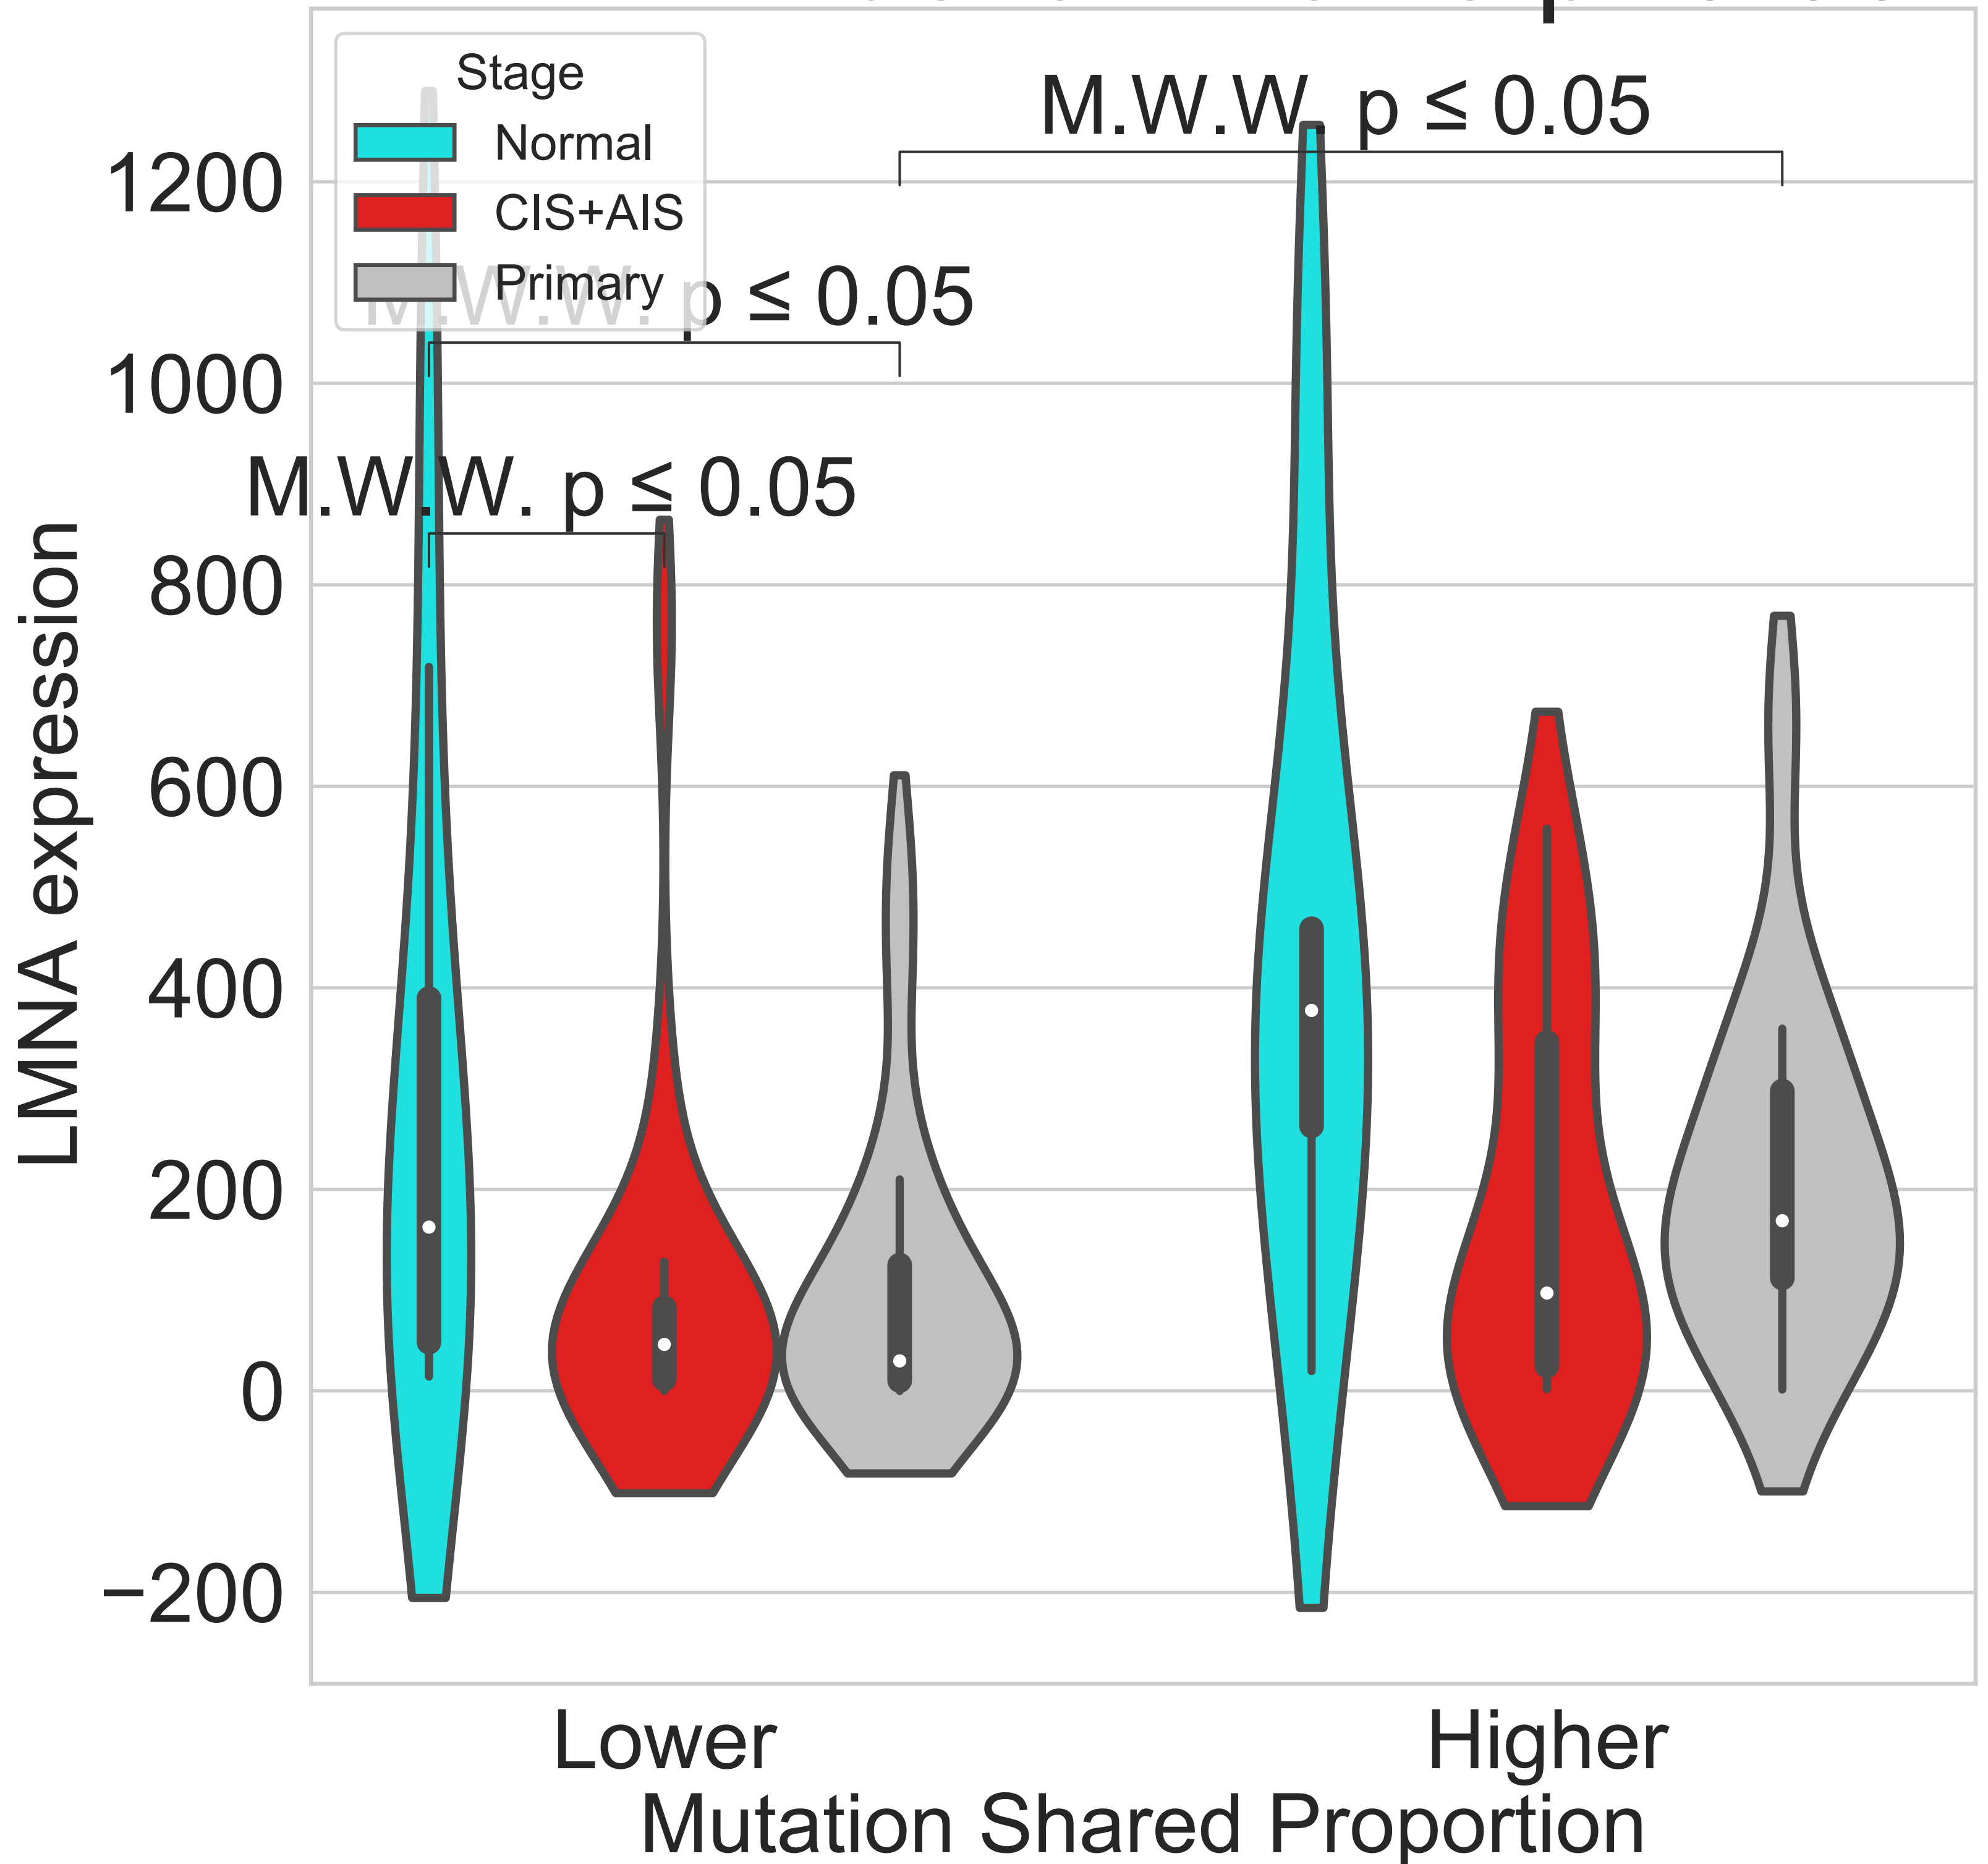 M.W.W. p ≤ 0.05
Stage
Normal
CIS+AIS
Primary
M.W.W. p ≤ 0.05
M.W.W. p ≤ 0.05
1200
1000
800
600
400
200
0
−200
LMNA expression
Lower
Higher
Mutation Shared Proportion